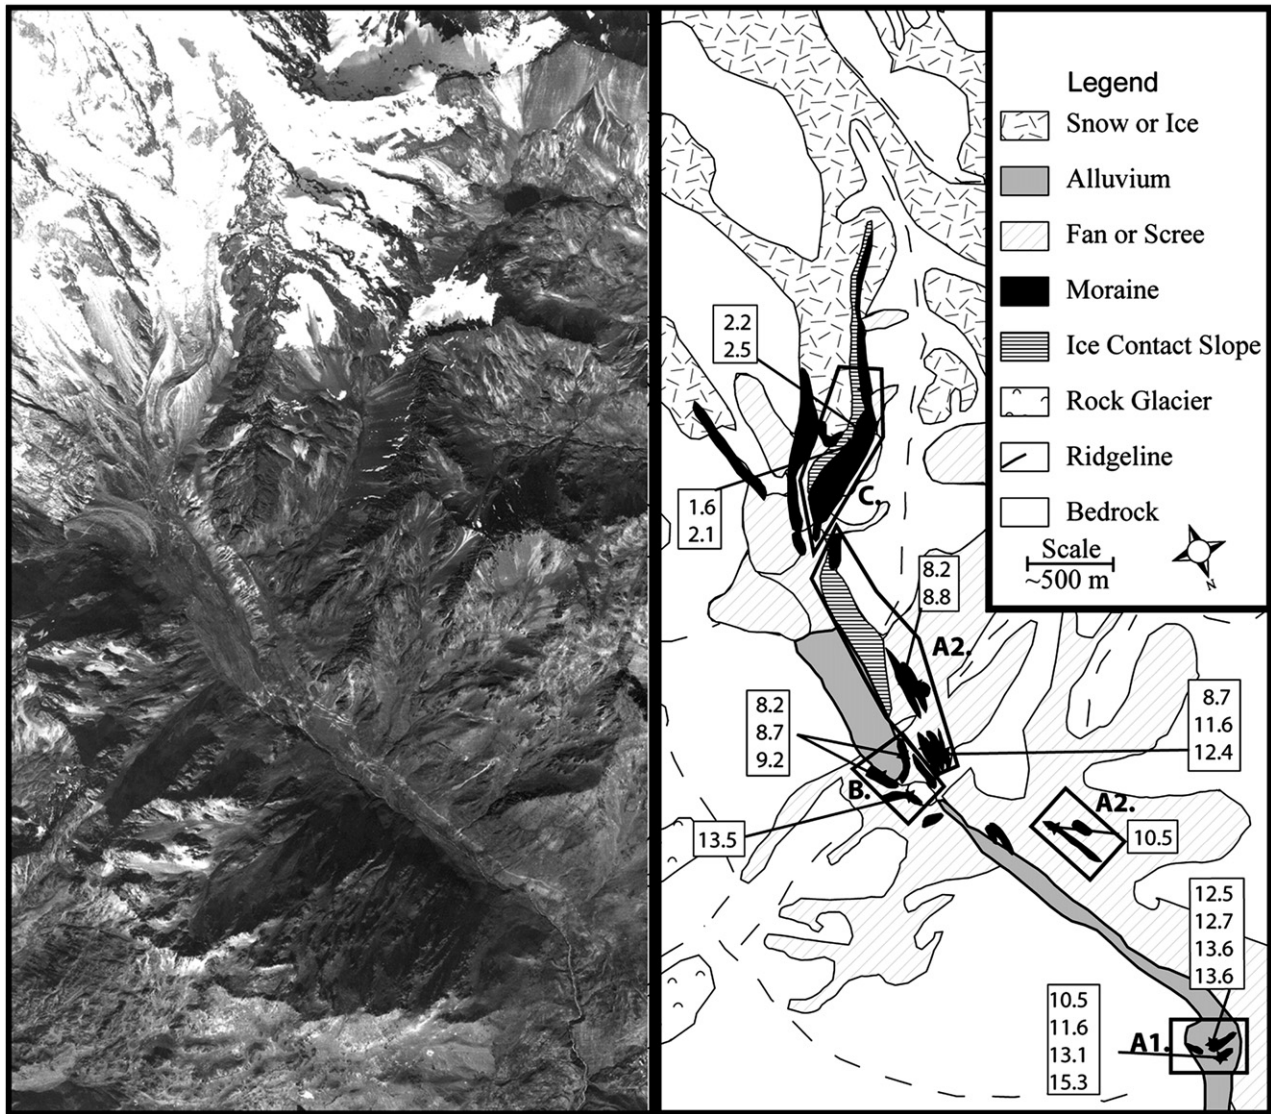 Legend
Snow or Ice
Alluvium
Fan or Scree
Moraine
Ice Contact Slope
Rock Glacier
Ridgeline
Bedrock
Scale
~500 m
N
2.2
2.5
1.6
2.1
C.
8.2
8.8
A2.
8.2
8.7
9.2
8.7
11.6
12.4
B.
13.5
A2.
10.5
12.5
12.7
13.6
13.6
10.5
11.6
13.1
15.3
A1.